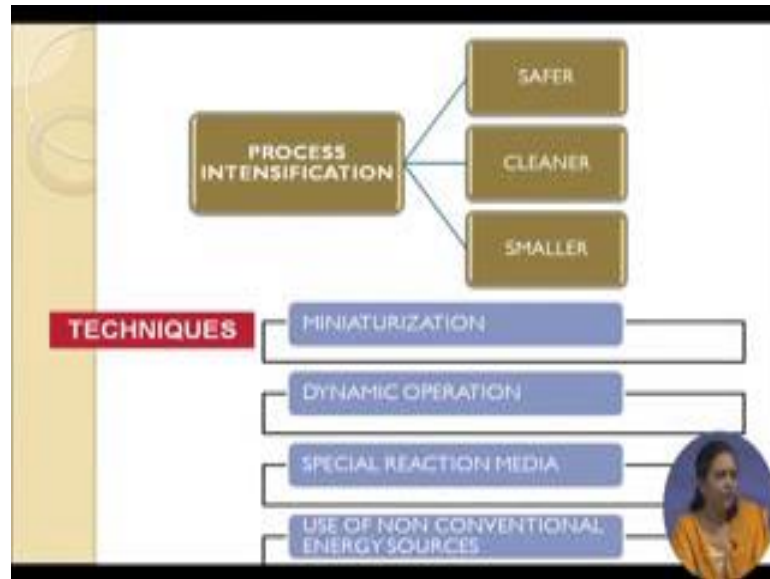 PROCESS
INTENSIFICATION
SAFER
CLEANER
SMALLER
TECHNIQUES
MINIATURIZATION
DYNAMIC OPERATION
SPECIAL REACTION MEDIA
USE OF NON CONVENTIONAL
ENERGY SOURCES